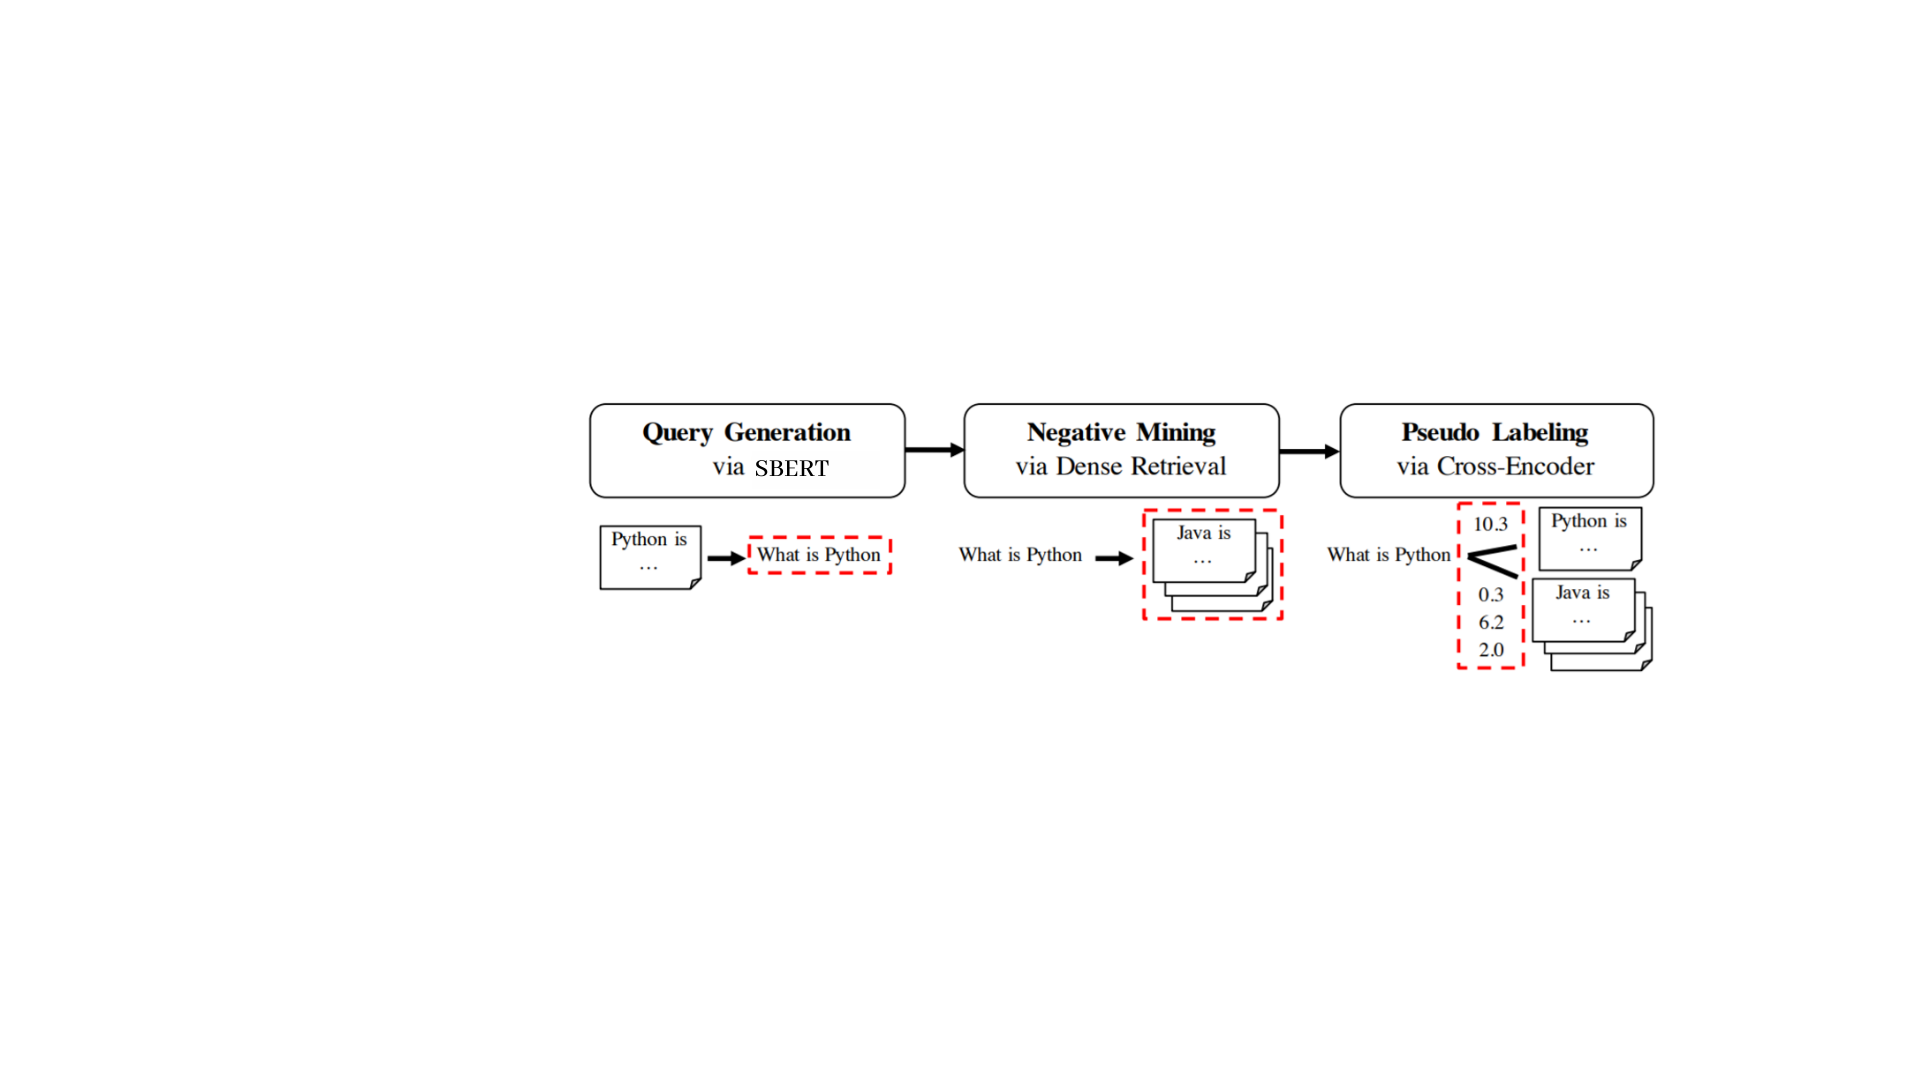 Query Generation
via SBERT
Negative Mining
via Dense Retrieval
Pseudo Labeling
via Cross-Encoder
Python is
...
What is Python
What is Python
Java is
...
What is Python
10.3
0.3
6.2
2.0
Python is
...
Java is
...